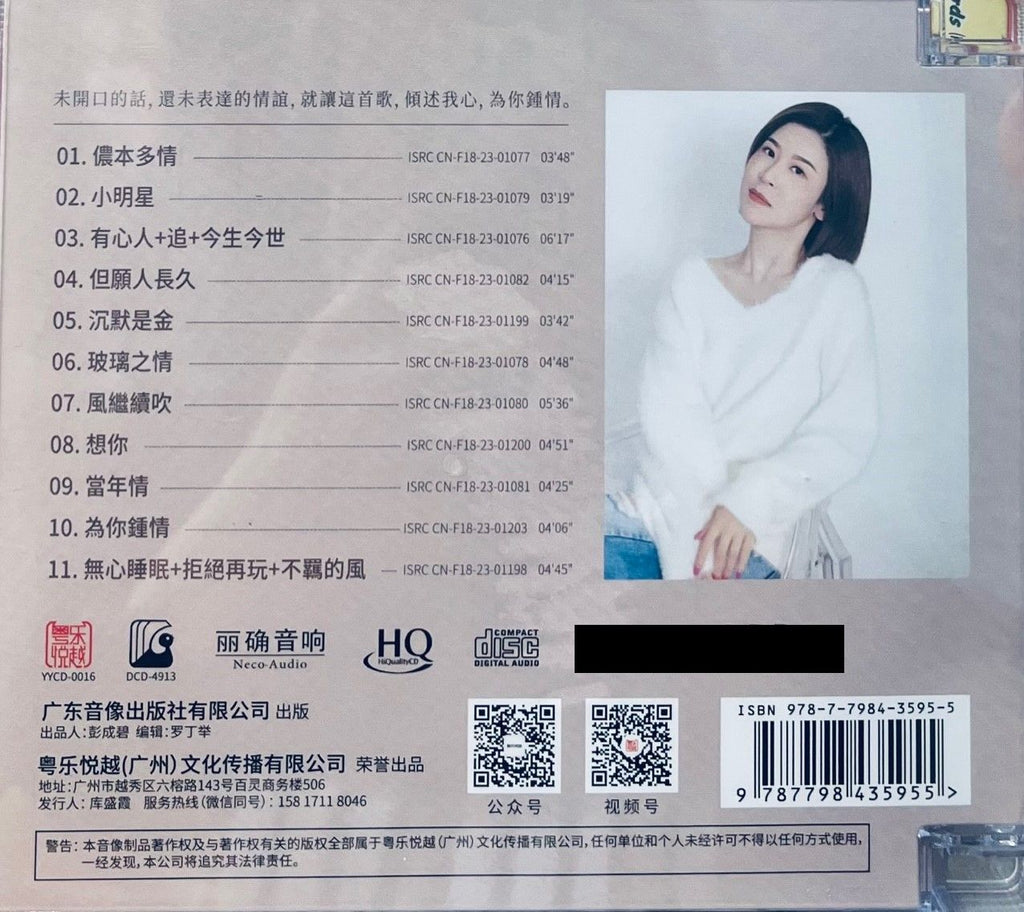 未開口的話, 還未表達的情誼, 就讓這首歌, 傾述我心, 為你鍾情。
01. 儂本多情 ISRC CN-F18-23-01077 03'48"
02. 小明星 ISRC CN-F18-23-01079 03'19"
03. 有心人+追+今生今世 ISRC CN-F18-23-01076 06'17"
04. 但願人長久 ISRC CN-F18-23-01082 04'15"
05. 沉默是金 ISRC CN-F18-23-01199 03'42"
06. 玻璃之情 ISRC CN-F18-23-01078 04'48"
07. 風繼續吹 ISRC CN-F18-23-01080 05'36"
08. 想你 ISRC CN-F18-23-01200 04'51"
09. 當年情 ISRC CN-F18-23-01081 04'25"
10. 為你鍾情 ISRC CN-F18-23-01203 04'06"
11. 無心睡眠+拒絕再玩+不羈的風 ISRC CN-F18-23-01198 04'45"
粤乐悦越
YYCD-0016
DCD-4913
丽确音响
Neco-Audio
HQ
HiQualityCD
COMPACT
disc
DIGITAL AUDIO
广东音像出版社有限公司 出版
出品人:彭成碧 编辑:罗丁举
粤乐悦越(广州)文化传播有限公司 荣誉出品
地址:广州市越秀区六榕路143号百灵商务楼506
发行人: 库盛霞 服务热线(微信同号): 158 1711 8046
公众号
视频号
ISBN 978-7-7984-3595-5
9 787798 435955 >
警告: 本音像制品著作权及与著作权有关的版权全部属于粤乐悦越(广州)文化传播有限公司, 任何单位和个人未经许可不得以任何方式使用,
一经发现, 本公司将追究其法律责任。